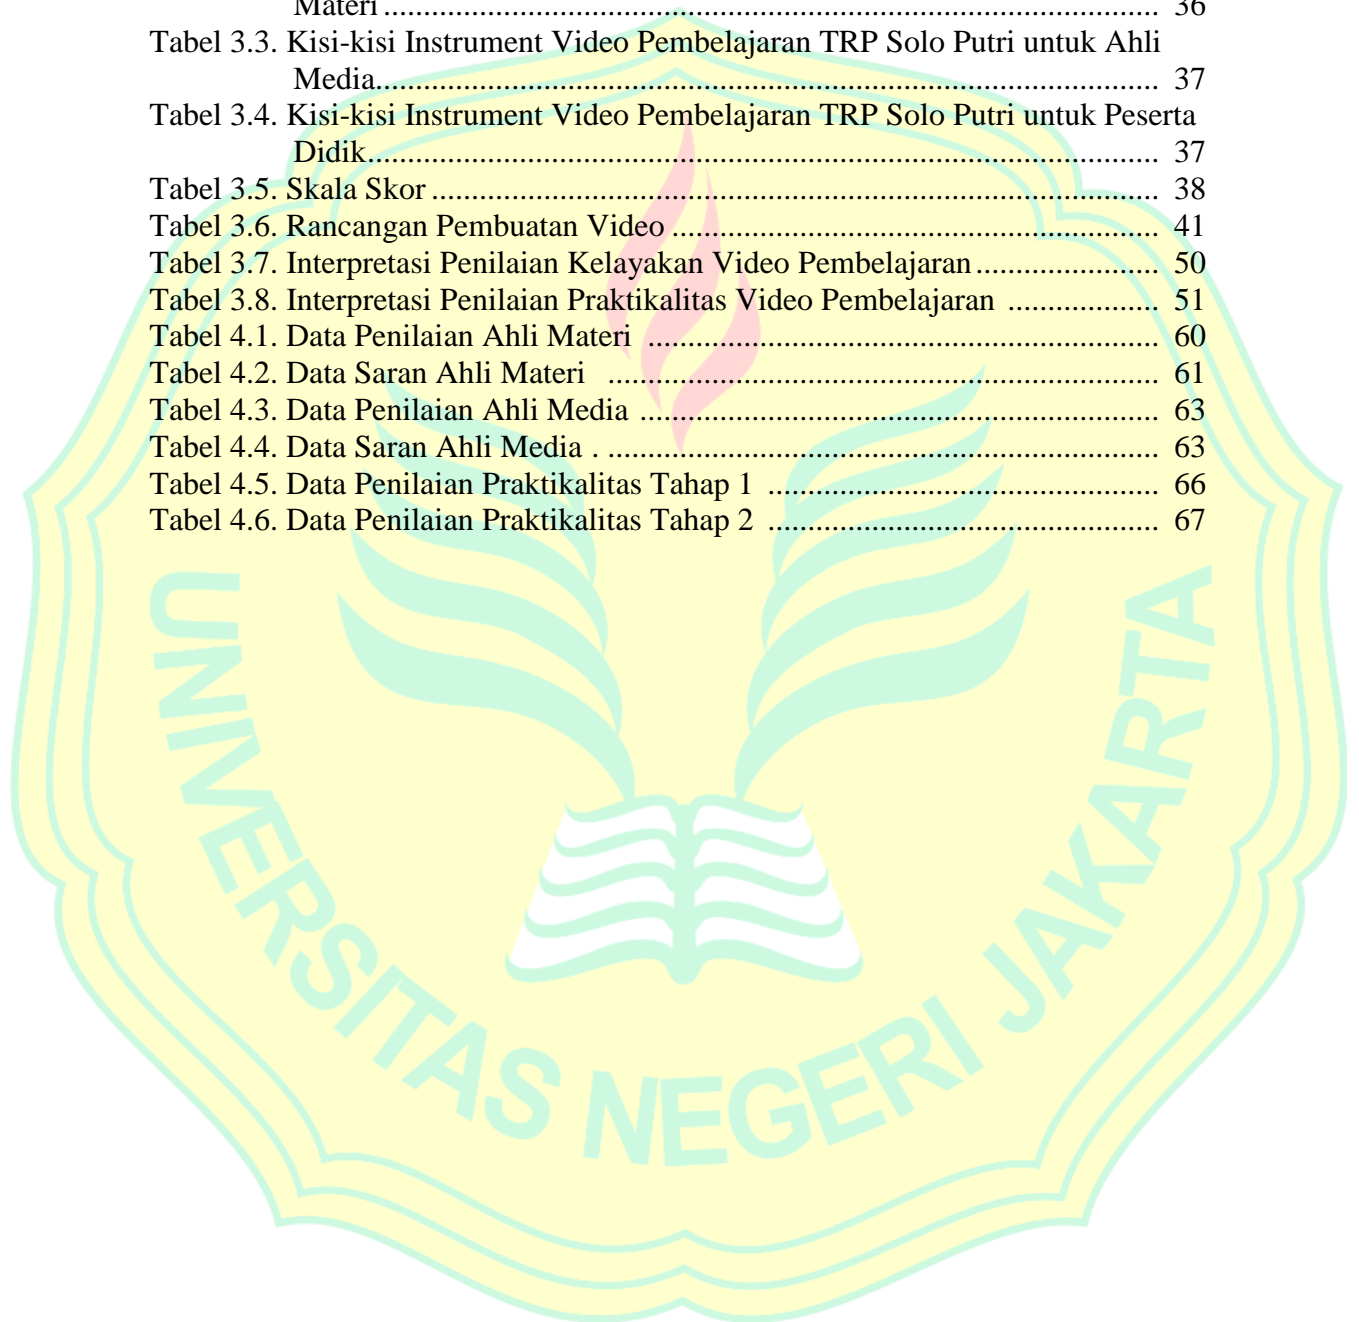 Materi .......................................................................................................... 36
Tabel 3.3. Kisi-kisi Instrument Video Pembelajaran TRP Solo Putri untuk Ahli
Media............................................................................................................ 37
Tabel 3.4. Kisi-kisi Instrument Video Pembelajaran TRP Solo Putri untuk Peserta
Didik............................................................................................................. 37
Tabel 3.5. Skala Skor ................................................................................................ 38
Tabel 3.6. Rancangan Pembuatan Video ................................................................ 41
Tabel 3.7. Interpretasi Penilaian Kelayakan Video Pembelajaran ........................ 50
Tabel 3.8. Interpretasi Penilaian Praktikalitas Video Pembelajaran .................... 51
Tabel 4.1. Data Penilaian Ahli Materi .................................................................... 60
Tabel 4.2. Data Saran Ahli Materi ......................................................................... 61
Tabel 4.3. Data Penilaian Ahli Media ..................................................................... 63
Tabel 4.4. Data Saran Ahli Media . ......................................................................... 63
Tabel 4.5. Data Penilaian Praktikalitas Tahap 1 .................................................... 66
Tabel 4.6. Data Penilaian Praktikalitas Tahap 2 .................................................... 67
UNIVERSITAS NEGERI JAKARTA